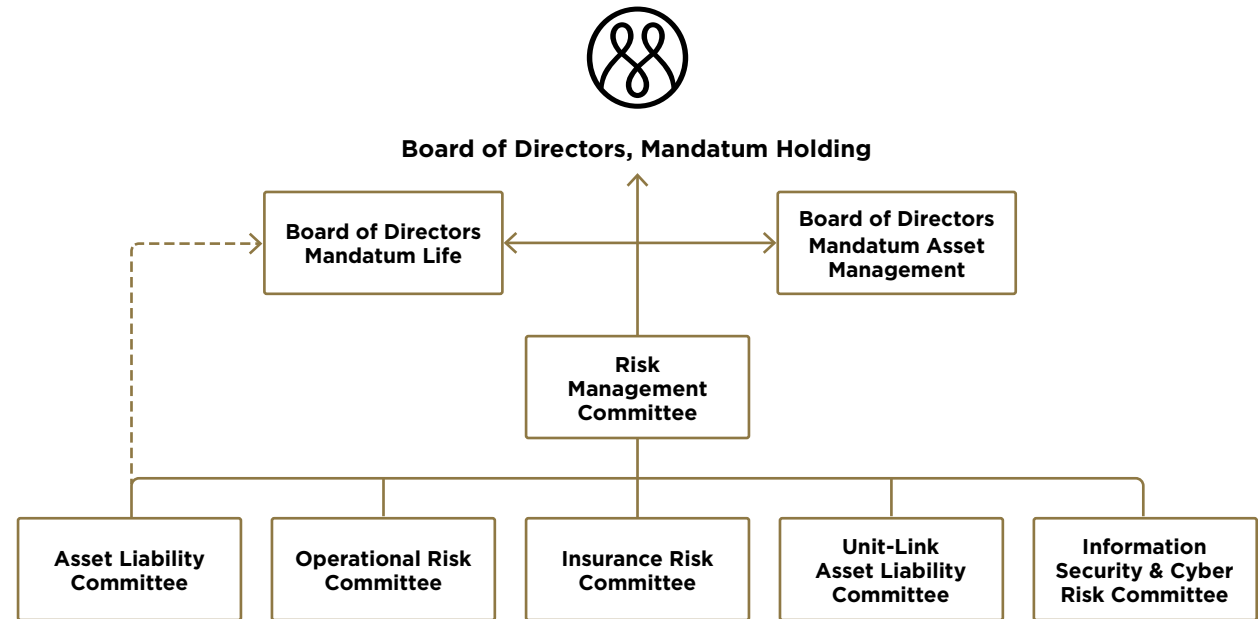 Board of Directors, Mandatum Holding
Board of Directors
Mandatum Life
Board of Directors
Mandatum Asset
Management
Risk
Management
Committee
Asset Liability
Committee
Operational Risk
Committee
Insurance Risk
Committee
Unit-Link
Asset Liability
Committee
Information
Security & Cyber
Risk Committee